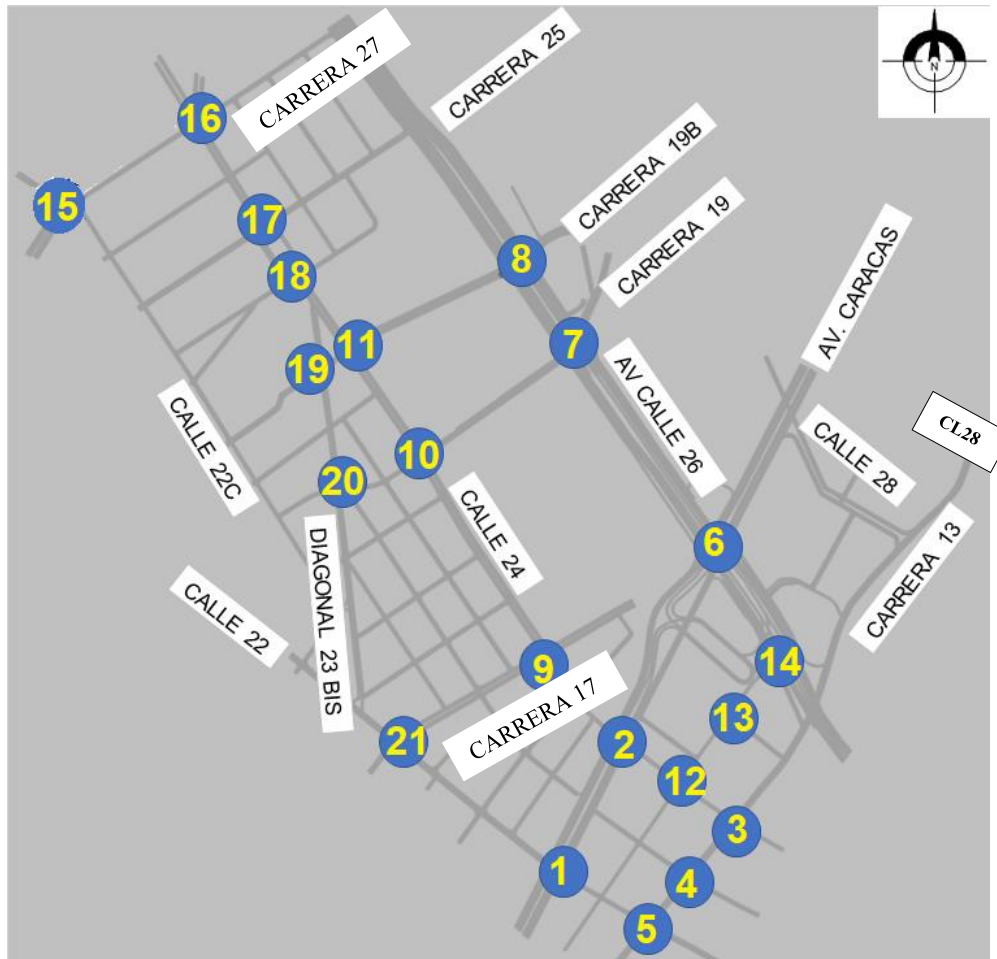 CARRERA 27
CARRERA 25
N
16
CARRERA 19B
15
17
CARRERA 19
8
18
AV. CARACAS
11
7
19
AV CALLE 26
CALLE 22C
10
CL28
CALLE 28
20
CALLE 24
6
DIAGONAL 23 BIS
CARRERA 13
CALLE 22
9
14
CARRERA 17
13
21
2
12
3
1
4
5